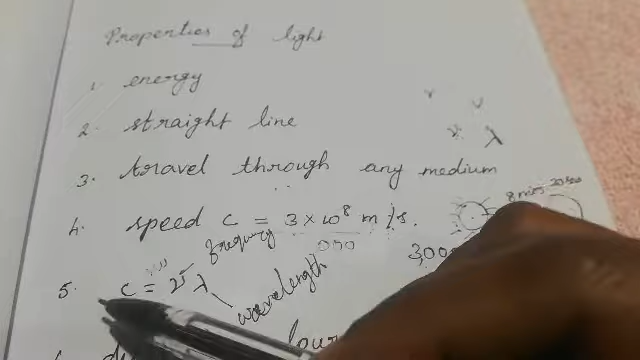 Properties of light
1. energy
2. straight line
3. travel through any medium
8 min 20 sec
4. speed c = 3 × 10⁸ m/s.
frequency
300
5. c = ν λ
wavelength